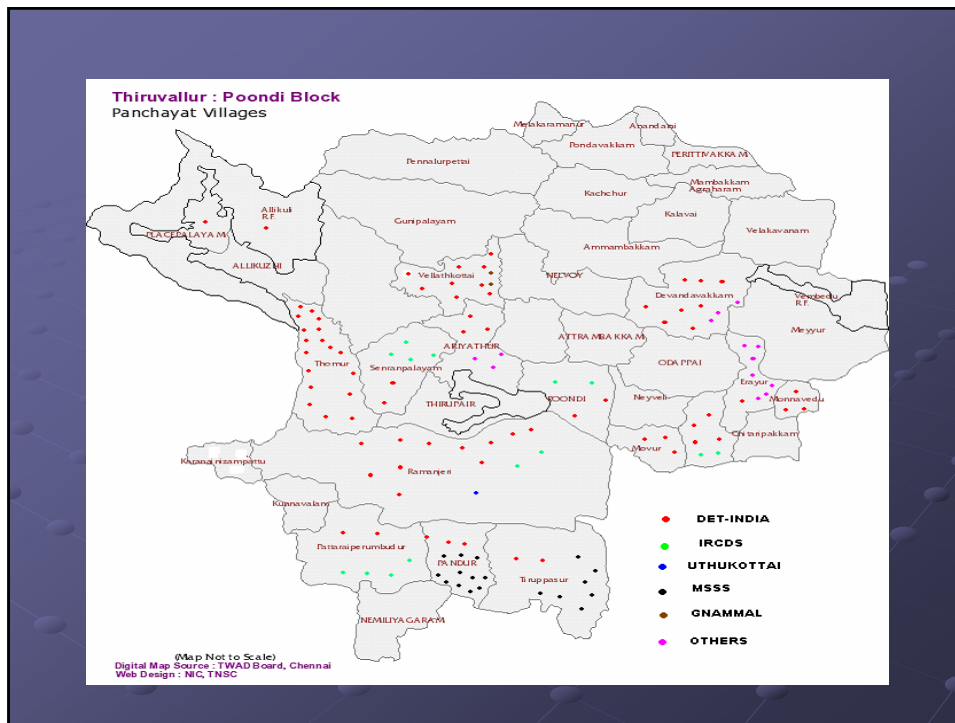 Thiruvallur : Poondi Block
Panchayat Villages
Melakaramanur
Anandari
Pondavakkam
PERITTIVAKKAM
Pennalurpettai
Mambakkam
Agraharam
Kachchur
Allikuli
R.F.
Kalavai
Gunipalayam
Velakavanam
PLACEPALAYAM
Ammambakkam
ALLIKUZHI
Vellathkottai
NELVOY
Devandavakkam
Vembedu
R.F.
Meyyur
ARIYATHUR
ATTRAMBAKKAM
Thomur
Senranpalayam
ODAPPAI
Erayur
THIRUPAIR
POONDI
Neyveli
Monnavedu
Chitaripakkam
Movur
Karanainizampattu
Ramanjeri
Kuanavalam
Pattaraiperumbudur
PANDUR
Tiruppasur
NEMILIYAGARAM
DET-INDIA
IRCDS
UTHUKOTTAI
MSSS
GNAMMAL
OTHERS
(Map Not to Scale)
Digital Map Source : TWAD Board, Chennai
Web Design : NIC, TNSC